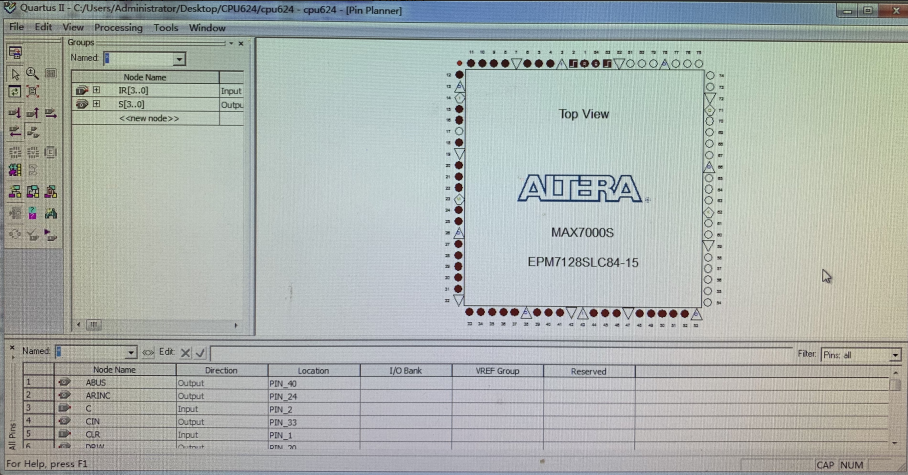 Quartus II - C:/Users/Administrator/Desktop/CPU624/cpu624 - cpu624 - [Pin Planner]
File Edit View Processing Tools Window
Groups
Named:
Node Name
IR[3..0] Input
S[3..0] Outpu
<<new node>>
Top View
ALTERA
MAX7000S
EPM7128SLC84-15
Named: Edit: Filter: Pins: all
Node Name Direction Location I/O Bank VREF Group Reserved
1 ABUS Output PIN_40
2 ARINC Output PIN_24
3 C Input PIN_2
4 CIN Output PIN_33
5 CLR Input PIN_1
6 DRW Output PIN_20
All Pins
For Help, press F1 CAP NUM